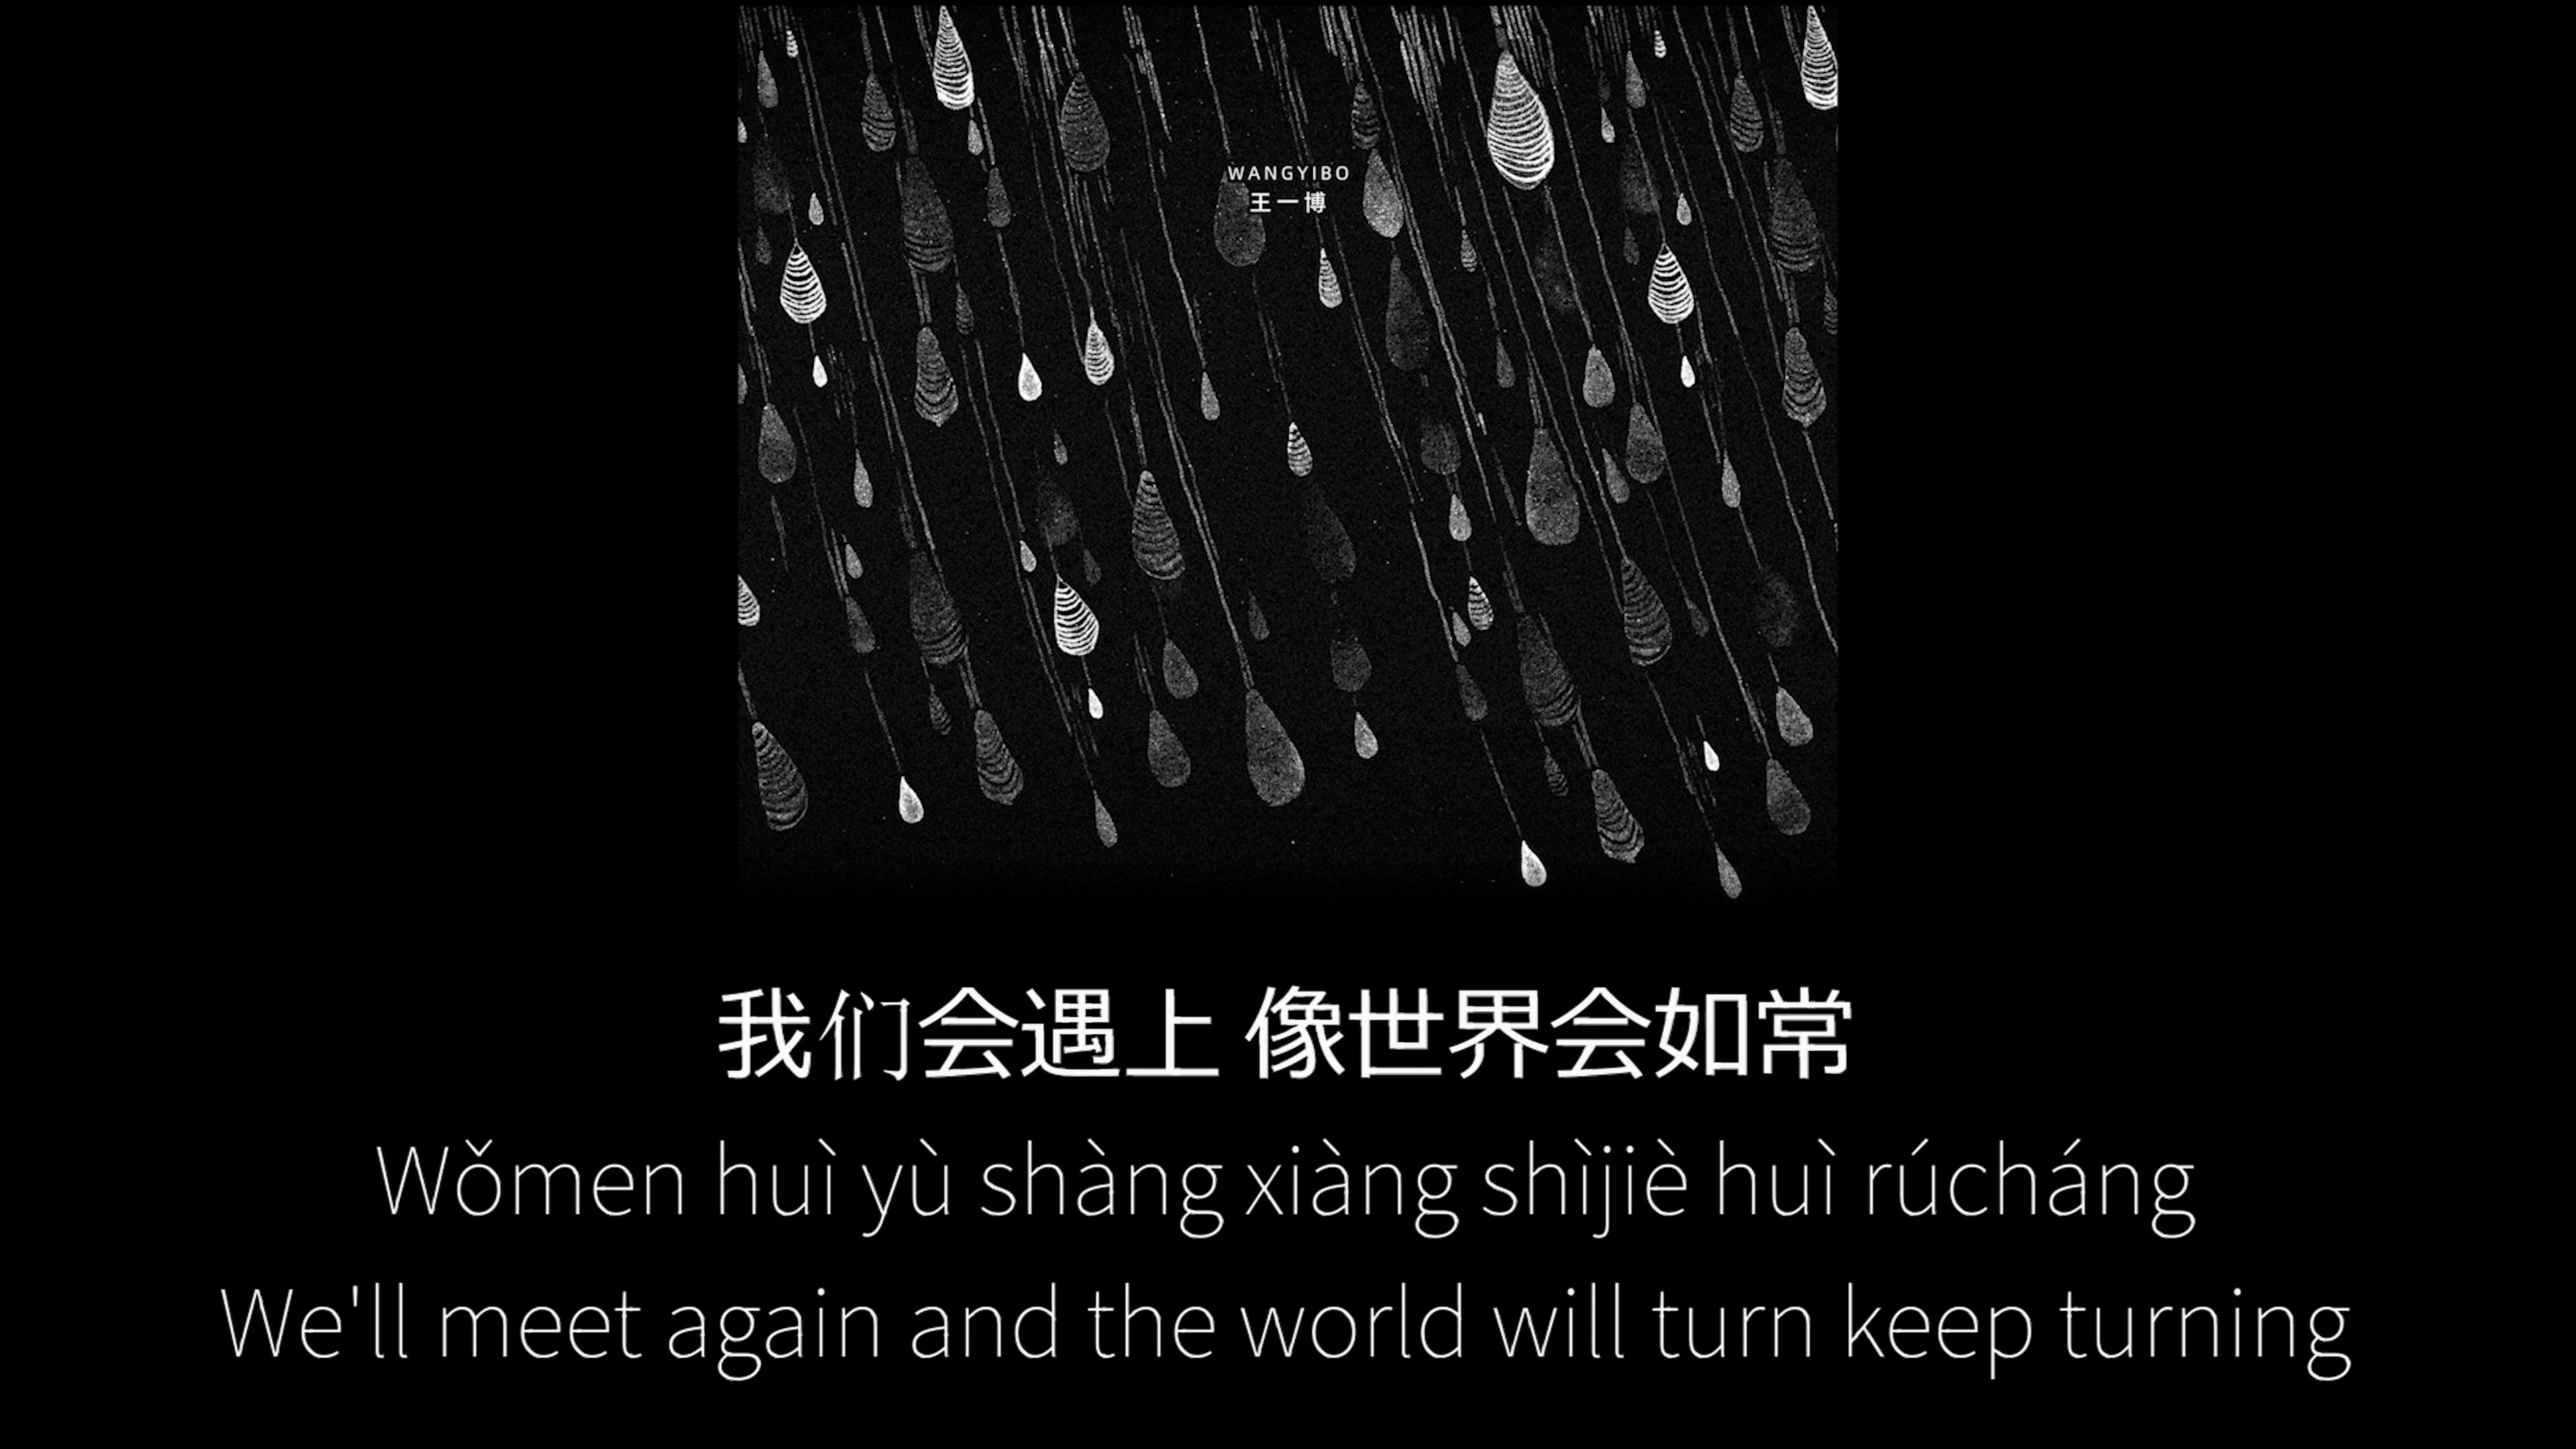 WANGYIBO
王一博
我们会遇上 像世界会如常
Wǒmen huì yù shàng xiàng shìjiè huì rúcháng
We'll meet again and the world will turn keep turning